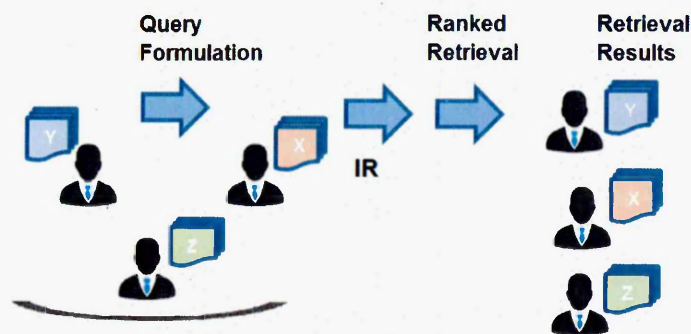 Query
Formulation
Ranked
Retrieval
Retrieval
Results
Y
X
IR
Z
Y
X
Z